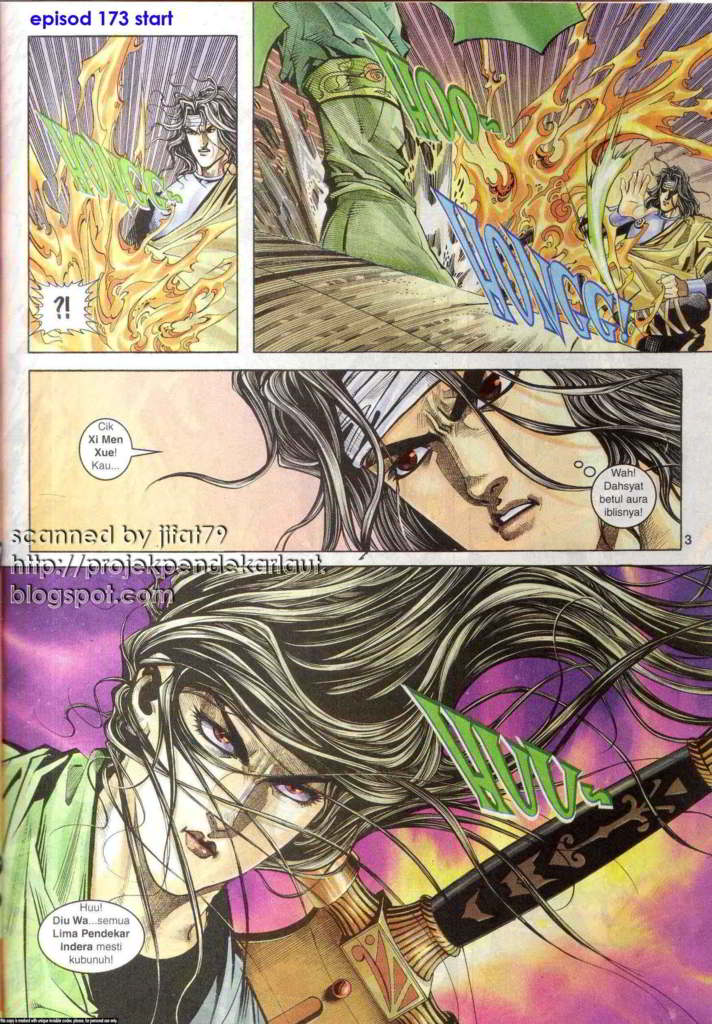 episod 173 start
HOO~
HONGG~
HONGG!
?!
Cik
Xi Men
Xue!
Kau...
Wah!
Dahsyat
betul aura
iblisnya!
3
scanned by jifat79
http://projekpendekarlaut.
blogspot.com
HUU~
Huu!
Diu Wa...semua
Lima Pendekar
indera mesti
kubunuh!